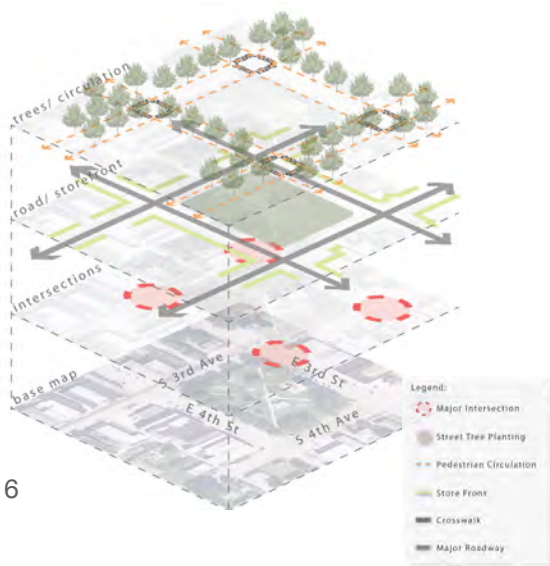 trees/ circulation
road/ storefront
intersections
base map
S 3rd Ave
E 3rd St
E 4th St
S 4th Ave
6
Legend:
Major Intersection
Street Tree Planting
Pedestrian Circulation
Store Front
Crosswalk
Major Roadway